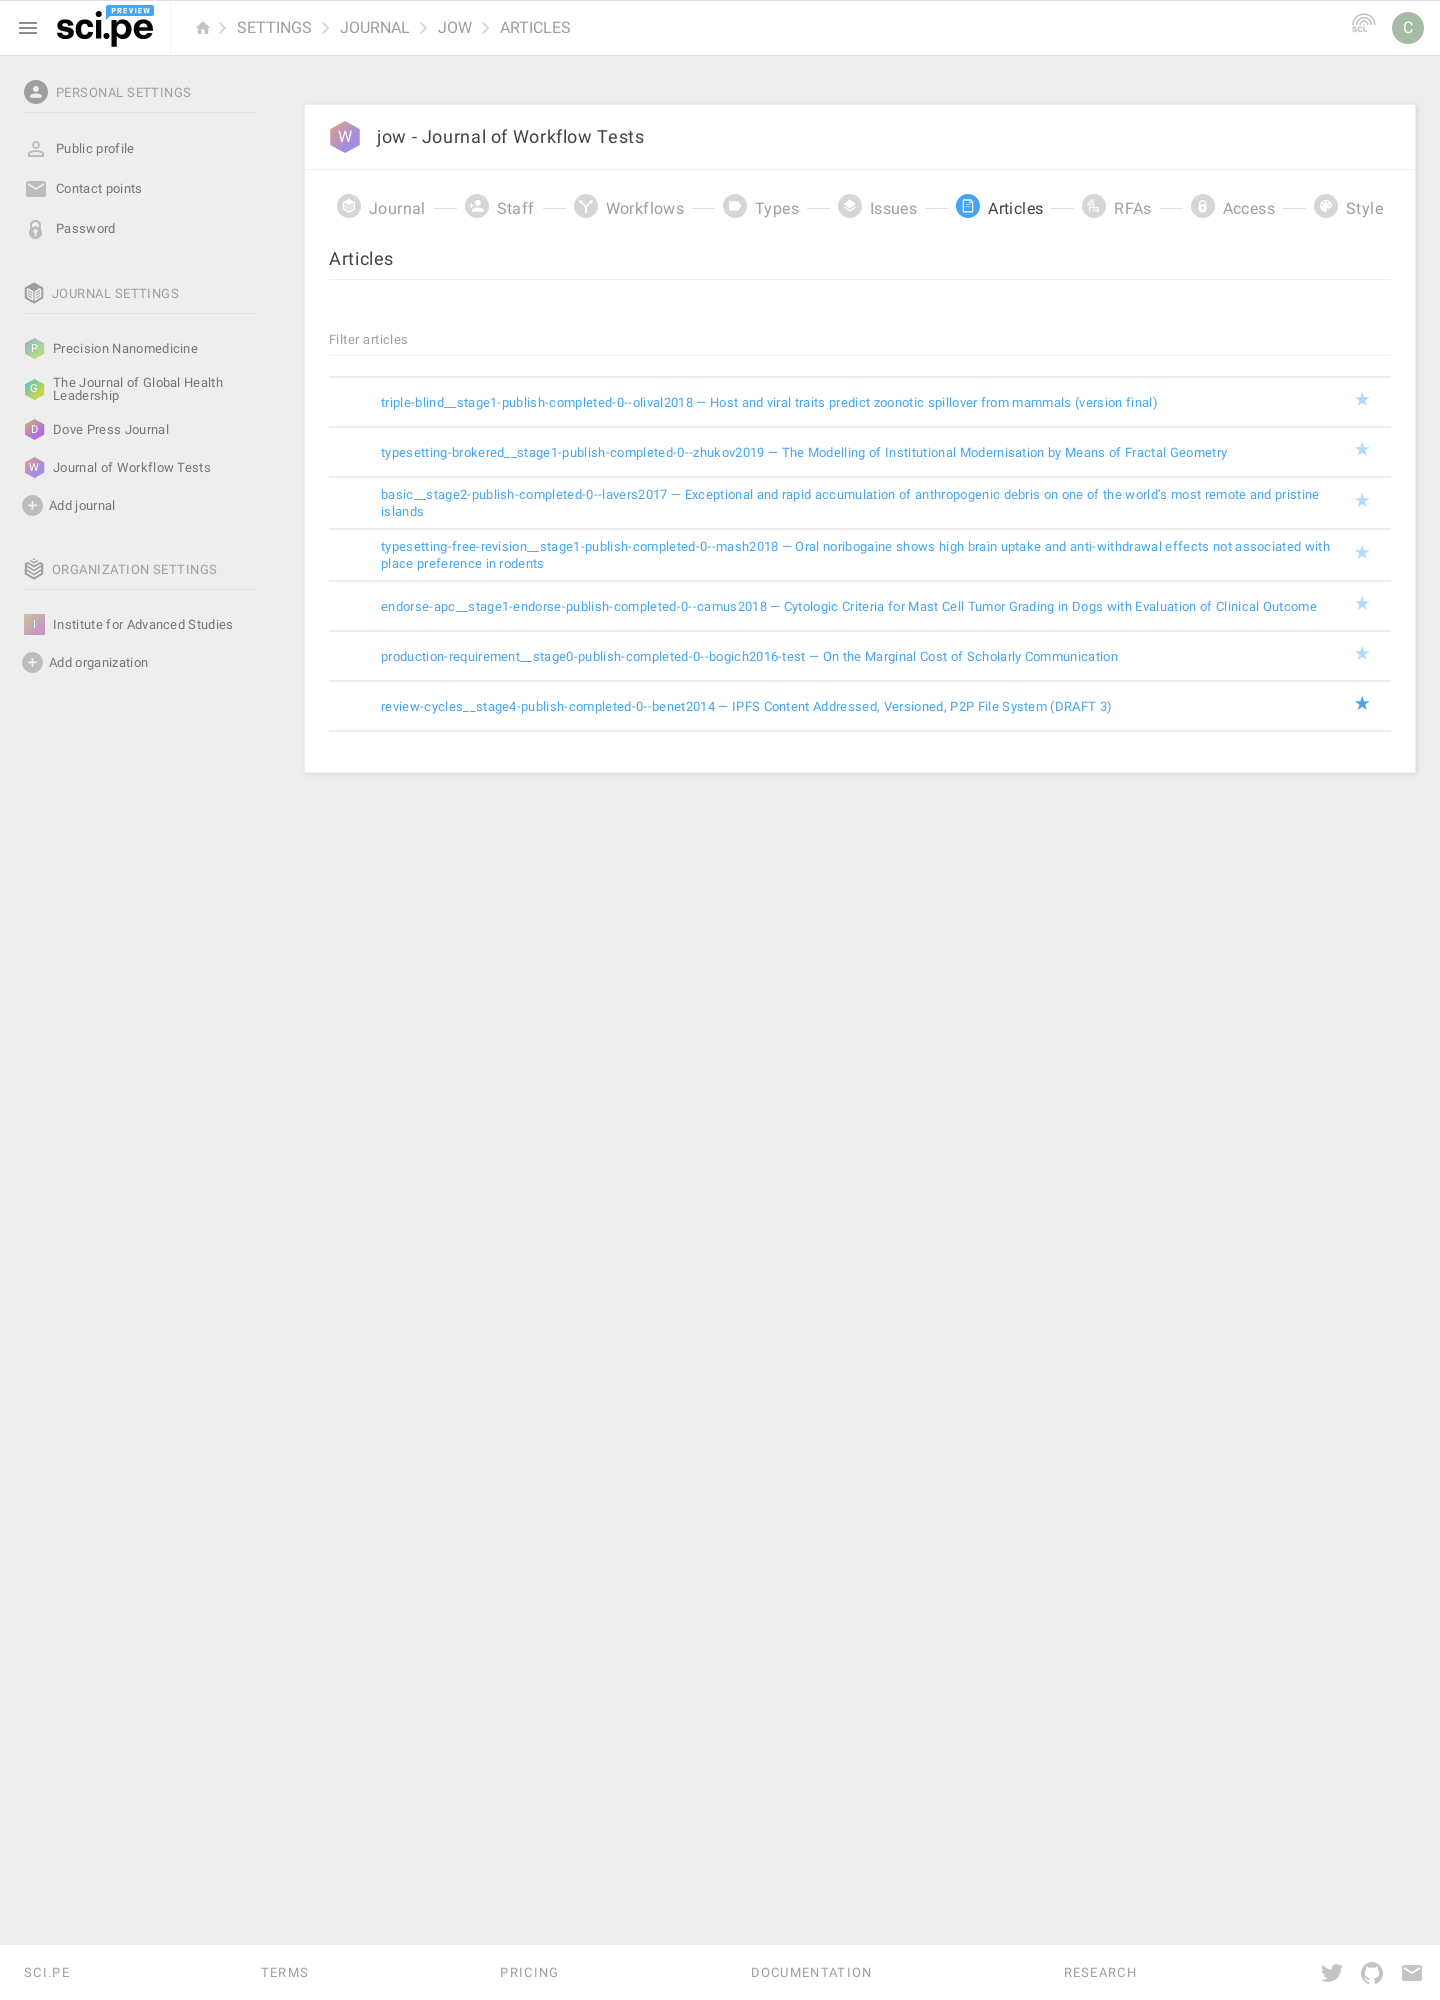 PREVIEW
sci.pe
SETTINGS JOURNAL JOW ARTICLES
sci.
C
PERSONAL SETTINGS
Public profile
Contact points
Password
JOURNAL SETTINGS
P Precision Nanomedicine
G The Journal of Global Health
Leadership
D Dove Press Journal
W Journal of Workflow Tests
Add journal
ORGANIZATION SETTINGS
I Institute for Advanced Studies
Add organization
W jow - Journal of Workflow Tests
Journal Staff Workflows Types Issues Articles RFAs Access Style
Articles
Filter articles
triple-blind__stage1-publish-completed-0--olival2018 — Host and viral traits predict zoonotic spillover from mammals (version final)
typesetting-brokered__stage1-publish-completed-0--zhukov2019 — The Modelling of Institutional Modernisation by Means of Fractal Geometry
basic__stage2-publish-completed-0--lavers2017 — Exceptional and rapid accumulation of anthropogenic debris on one of the world's most remote and pristine
islands
typesetting-free-revision__stage1-publish-completed-0--mash2018 — Oral noribogaine shows high brain uptake and anti-withdrawal effects not associated with
place preference in rodents
endorse-apc__stage1-endorse-publish-completed-0--camus2018 — Cytologic Criteria for Mast Cell Tumor Grading in Dogs with Evaluation of Clinical Outcome
production-requirement__stage0-publish-completed-0--bogich2016-test — On the Marginal Cost of Scholarly Communication
review-cycles__stage4-publish-completed-0--benet2014 — IPFS Content Addressed, Versioned, P2P File System (DRAFT 3)
SCI.PE TERMS PRICING DOCUMENTATION RESEARCH